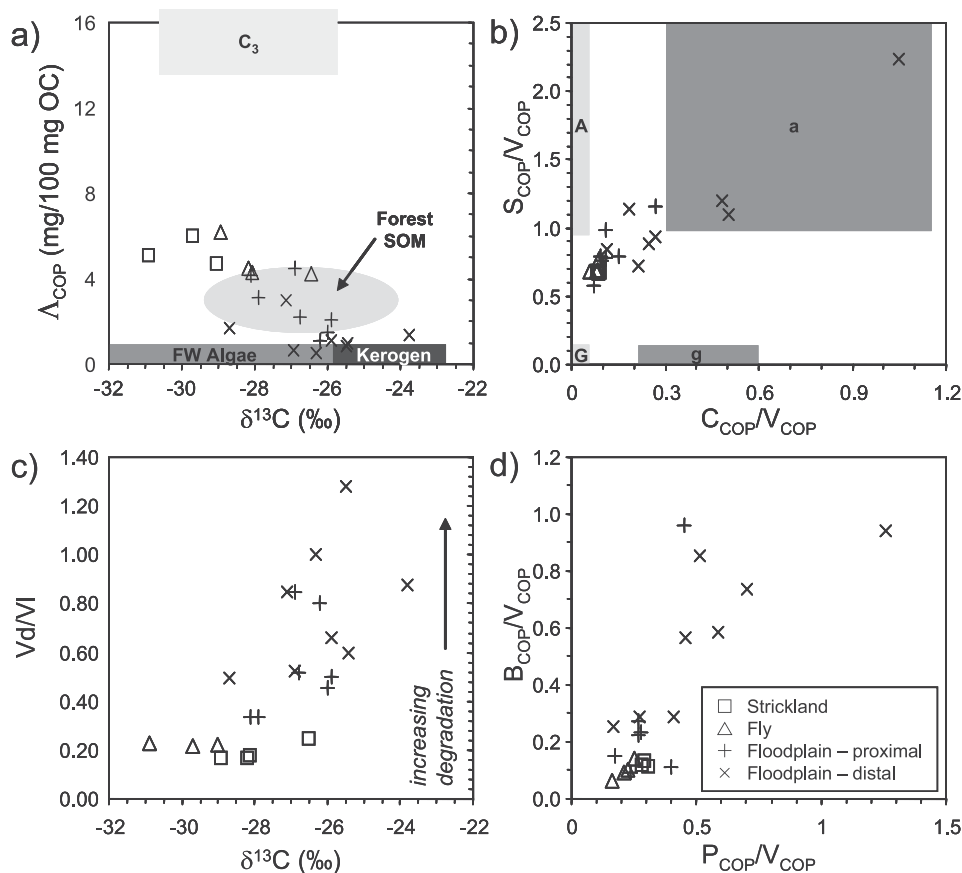 a)
16
12
8
4
0
ΛCOP (mg/100 mg OC)
C₃
Forest
SOM
FW Algae
Kerogen
-32 -30 -28 -26 -24 -22
δ¹³C (‰)
b)
2.5
2.0
1.5
1.0
0.5
0.0
SCOP/VCOP
A
a
G
g
0 0.3 0.6 0.9 1.2
CCOP/VCOP
c)
1.40
1.20
1.00
0.80
0.60
0.40
0.20
0.00
Vd/Vl
increasing
degradation
-32 -30 -28 -26 -24 -22
δ¹³C (‰)
d)
1.2
1.0
0.8
0.6
0.4
0.2
0.0
BCOP/VCOP
Strickland
Fly
Floodplain – proximal
Floodplain – distal
0 0.5 1 1.5
PCOP/VCOP